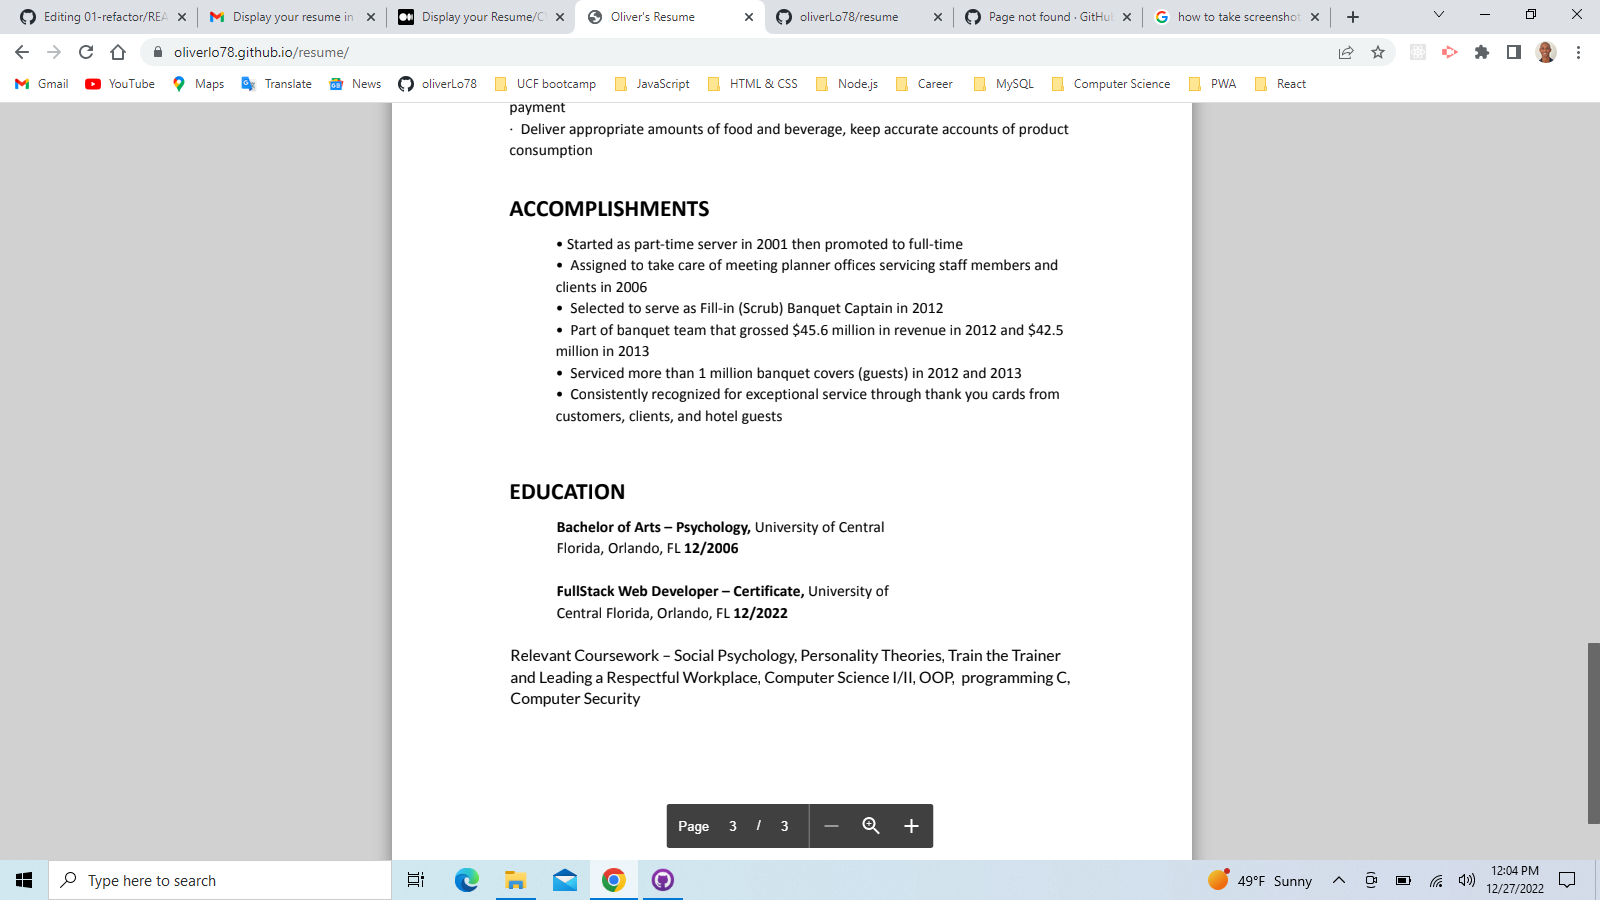 Editing 01-refactor/REA
Display your resume in
Display your Resume/C
Oliver's Resume
oliverLo78/resume
Page not found · GitHu
how to take screenshot
oliverlo78.github.io/resume/
Gmail YouTube Maps Translate News oliverLo78 UCF bootcamp JavaScript HTML & CSS Node.js Career MySQL Computer Science PWA React
payment
· Deliver appropriate amounts of food and beverage, keep accurate accounts of product
consumption
ACCOMPLISHMENTS
• Started as part-time server in 2001 then promoted to full-time
• Assigned to take care of meeting planner offices servicing staff members and
clients in 2006
• Selected to serve as Fill-in (Scrub) Banquet Captain in 2012
• Part of banquet team that grossed $45.6 million in revenue in 2012 and $42.5
million in 2013
• Serviced more than 1 million banquet covers (guests) in 2012 and 2013
• Consistently recognized for exceptional service through thank you cards from
customers, clients, and hotel guests
EDUCATION
Bachelor of Arts – Psychology, University of Central
Florida, Orlando, FL 12/2006
FullStack Web Developer – Certificate, University of
Central Florida, Orlando, FL 12/2022
Relevant Coursework – Social Psychology, Personality Theories, Train the Trainer
and Leading a Respectful Workplace, Computer Science I/II, OOP, programming C,
Computer Security
Page 3 / 3
Type here to search
49°F Sunny
12:04 PM
12/27/2022